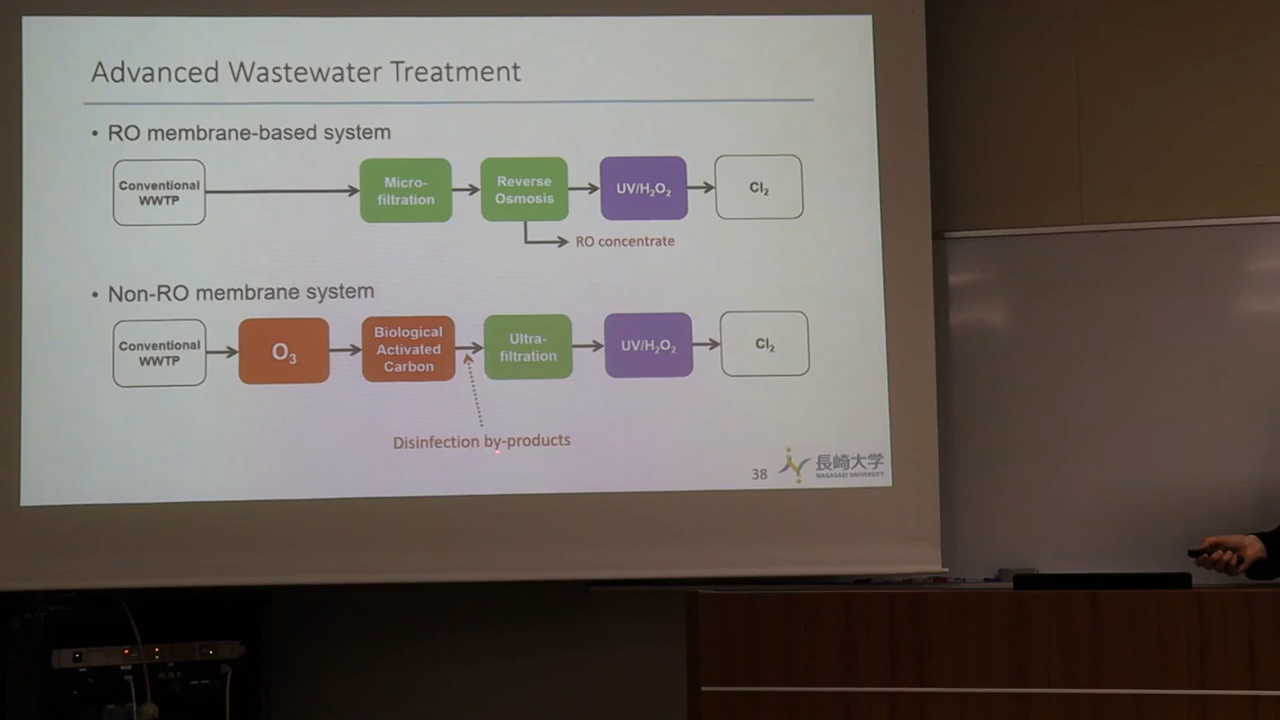 Advanced Wastewater Treatment
• RO membrane-based system
Conventional
WWTP
Micro-
filtration
Reverse
Osmosis
UV/H₂O₂
Cl₂
RO concentrate
• Non-RO membrane system
Conventional
WWTP
O₃
Biological
Activated
Carbon
Ultra-
filtration
UV/H₂O₂
Cl₂
Disinfection by-products
38
長崎大学
NAGASAKI UNIVERSITY